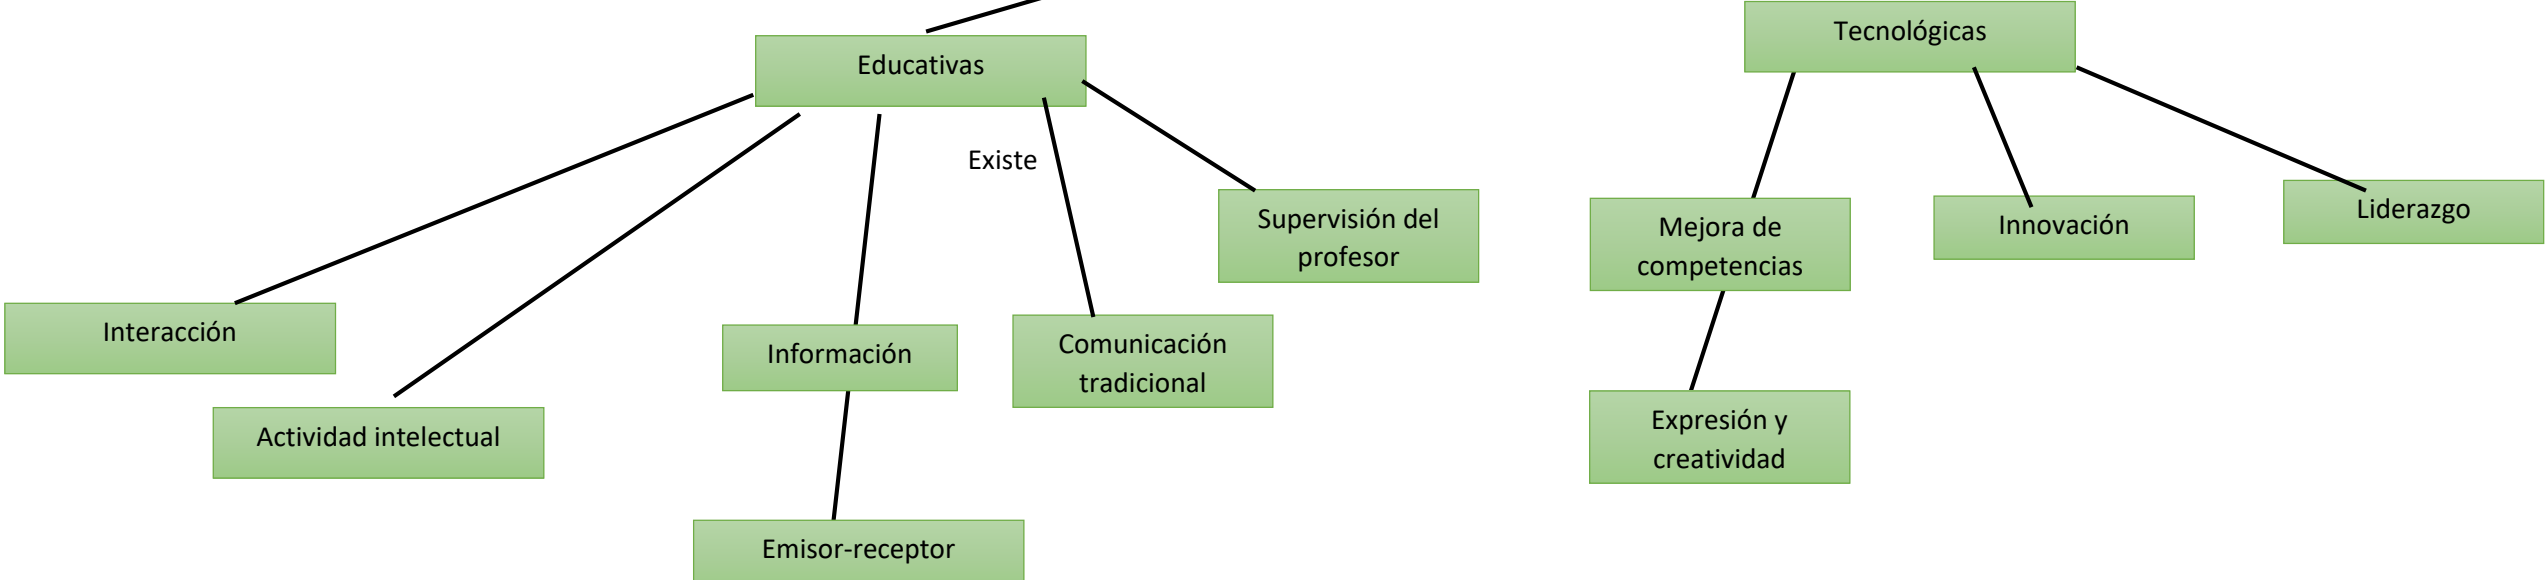 Tecnológicas
Educativas
Existe
Supervisión del
profesor
Mejora de
competencias
Innovación
Liderazgo
Interacción
Información
Comunicación
tradicional
Actividad intelectual
Expresión y
creatividad
Emisor-receptor